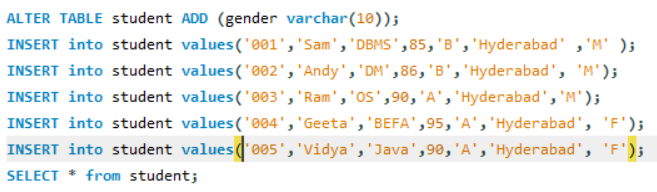 ALTER TABLE student ADD (gender varchar(10));
INSERT into student values('001','Sam','DBMS',85,'B','Hyderabad' ,'M' );
INSERT into student values('002','Andy','DM',86,'B','Hyderabad', 'M');
INSERT into student values('003','Ram','OS',90,'A','Hyderabad','M');
INSERT into student values('004','Geeta','BEFA',95,'A','Hyderabad', 'F');
INSERT into student values('005','Vidya','Java',90,'A','Hyderabad', 'F');
SELECT * from student;